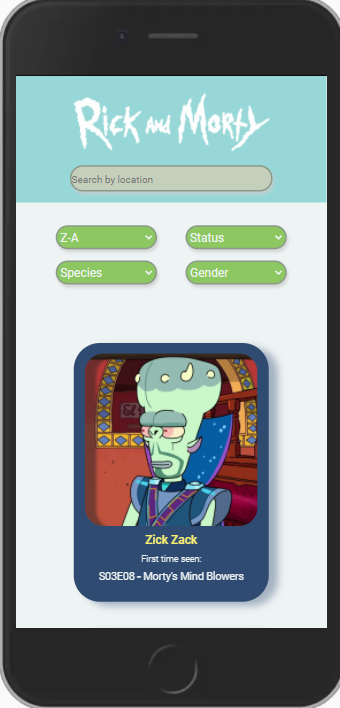 Rick and Morty
Search by location
Z-A
Status
Species
Gender
Zick Zack
First time seen:
S03E08 - Morty's Mind Blowers